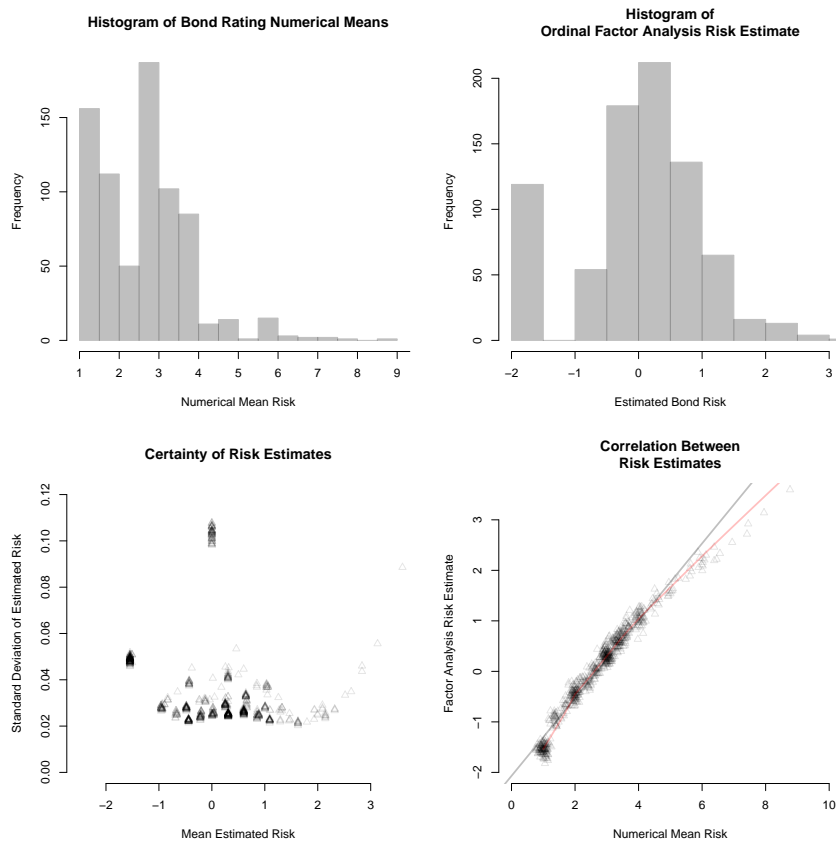 Histogram of Bond Rating Numerical Means
Frequency
0
50
100
150
1 2 3 4 5 6 7 8 9
Numerical Mean Risk
Histogram of
Ordinal Factor Analysis Risk Estimate
Frequency
0
50
100
150
200
−2 −1 0 1 2 3
Estimated Bond Risk
Certainty of Risk Estimates
Standard Deviation of Estimated Risk
0.00
0.02
0.04
0.06
0.08
0.10
0.12
−2 −1 0 1 2 3
Mean Estimated Risk
Correlation Between
Risk Estimates
Factor Analysis Risk Estimate
−2
−1
0
1
2
3
0 2 4 6 8 10
Numerical Mean Risk